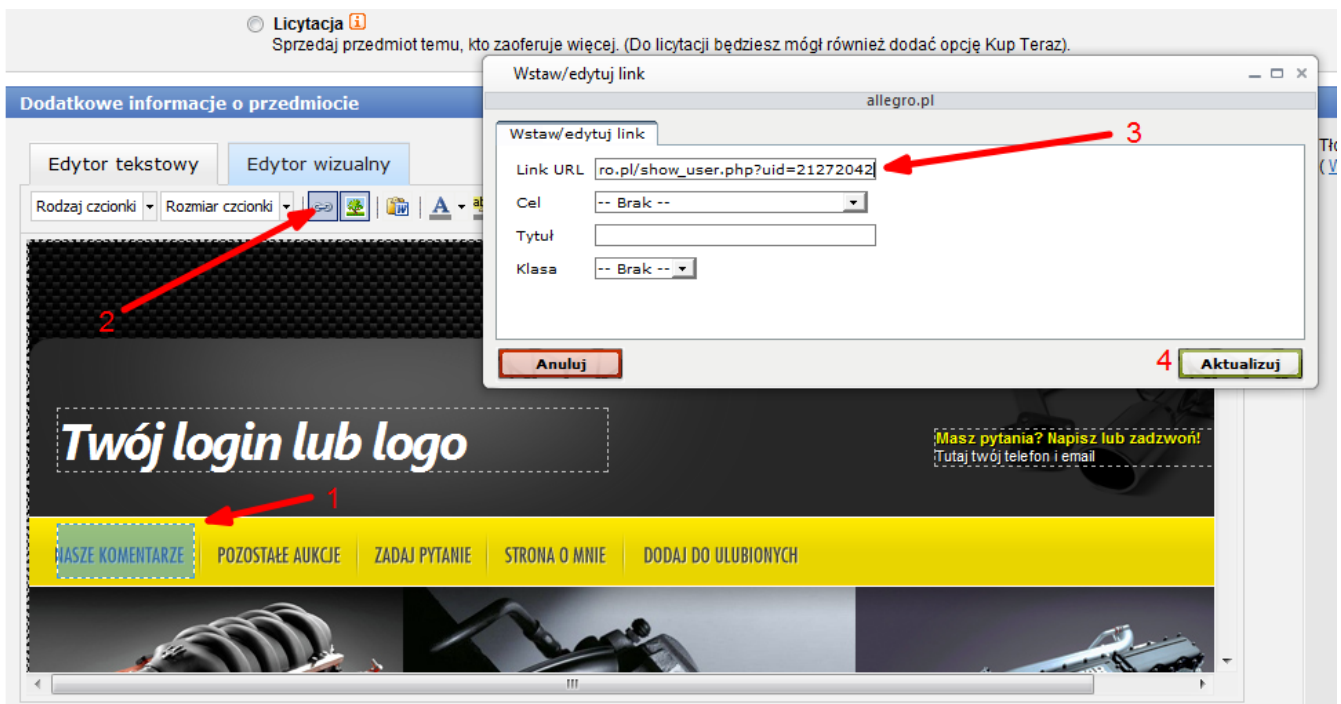 Licytacja
Sprzedaj przedmiot temu, kto zaoferuje więcej. (Do licytacji będziesz mógł również dodać opcję Kup Teraz).
Wstaw/edytuj link
allegro.pl
Dodatkowe informacje o przedmiocie
Wstaw/edytuj link
3
Edytor tekstowy
Edytor wizualny
Link URL ro.pl/show_user.php?uid=21272042
Cel -- Brak --
Rodzaj czcionki Rozmiar czcionki A
Tytuł
Klasa -- Brak --
2
Anuluj
4 Aktualizuj
Twój login lub logo
Masz pytania? Napisz lub zadzwoń!
Tutaj twój telefon i email
1
NASZE KOMENTARZE POZOSTAŁE AUKCJE ZADAJ PYTANIE STRONA O MNIE DODAJ DO ULUBIONYCH